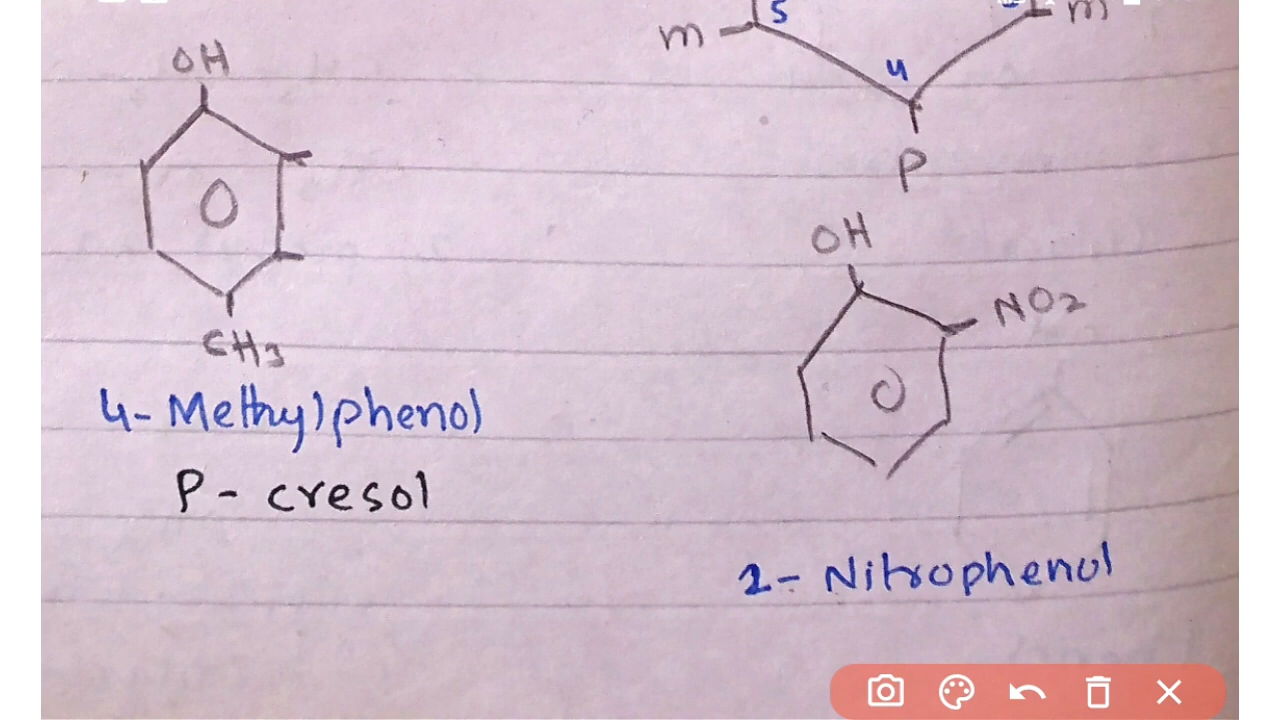 5
m
m
4
P
OH
CH3
4- Methylphenol
P- cresol
OH
NO2
2- Nitrophenol